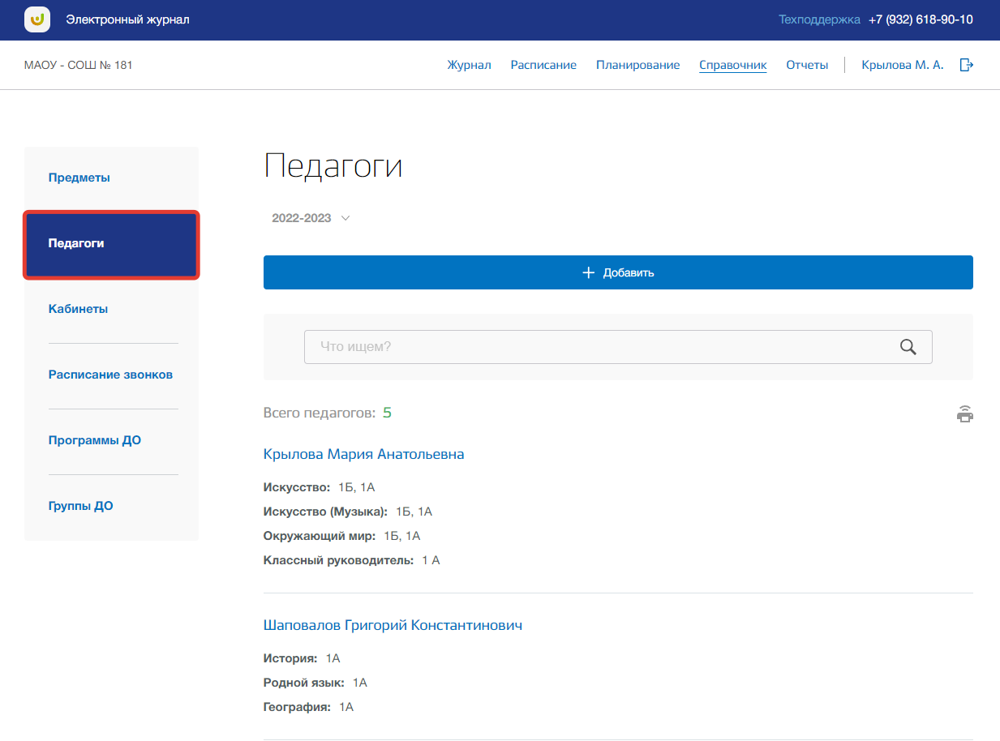 Электронный журнал
Техподдержка +7 (932) 618-90-10
МАОУ - СОШ № 181
Журнал Расписание Планирование Справочник Отчеты Крылова М. А.
Предметы
Педагоги
Кабинеты
Расписание звонков
Программы ДО
Группы ДО
Педагоги
2022-2023
Добавить
Что ищем?
Всего педагогов: 5
Крылова Мария Анатольевна
Искусство: 1Б, 1А
Искусство (Музыка): 1Б, 1А
Окружающий мир: 1Б, 1А
Классный руководитель: 1 А
Шаповалов Григорий Константинович
История: 1А
Родной язык: 1А
География: 1А